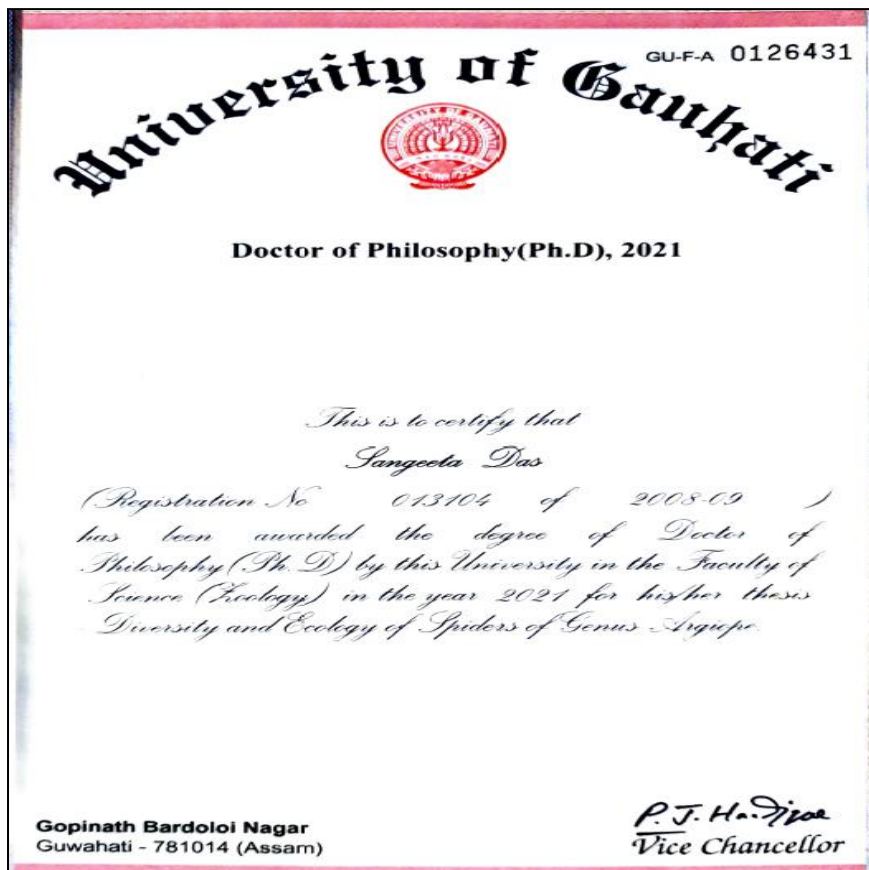 GU-F-A 0126431
University of Gauhati
UNIVERSITY OF GAUHATI
Doctor of Philosophy(Ph.D), 2021
This is to certify that
Sangeeta Das
(Registration No 013104 of 2008-09 )
has been awarded the degree of Doctor of
Philosophy (Ph. D) by this University in the Faculty of
Science (Zoology) in the year 2021 for his/her thesis
Diversity and Ecology of Spiders of Genus Argiope.
P. J.
Gopinath Bardoloi Nagar
Guwahati - 781014 (Assam)
Vice Chancellor